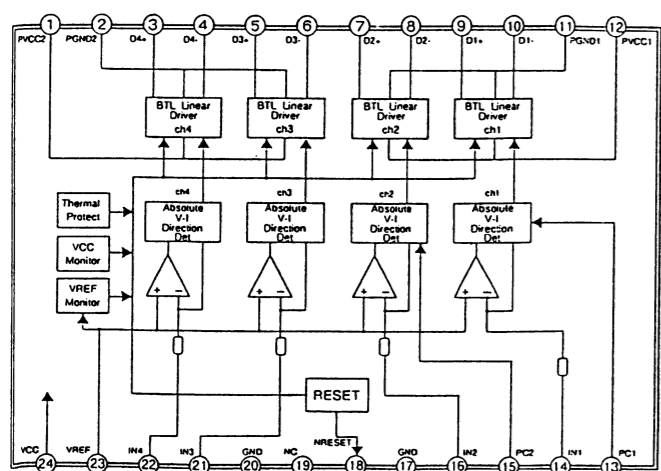 1 2 3 4 5 6 7 8 9 10 11 12
PVCC2 PGND2 D4+ D4- D3+ D3- D2+ D2- D1+ D1- PGND1 PVCC1
BTL Linear
Driver
ch4
BTL Linear
Driver
ch3
BTL Linear
Driver
ch2
BTL Linear
Driver
ch1
ch4 ch3 ch2 ch1
Thermal
Protect
Absolute
V-I
Direction
Det
Absolute
V-I
Direction
Det
Absolute
V-I
Direction
Det
Absolute
V-I
Direction
Det
VCC
Monitor
VREF
Monitor
+ −
+ −
+ −
+ −
RESET
VCC VREF IN4 IN3 GND NC NRESET GND IN2 PC2 IN1 PC1
24 23 22 21 20 19 18 17 16 15 14 13